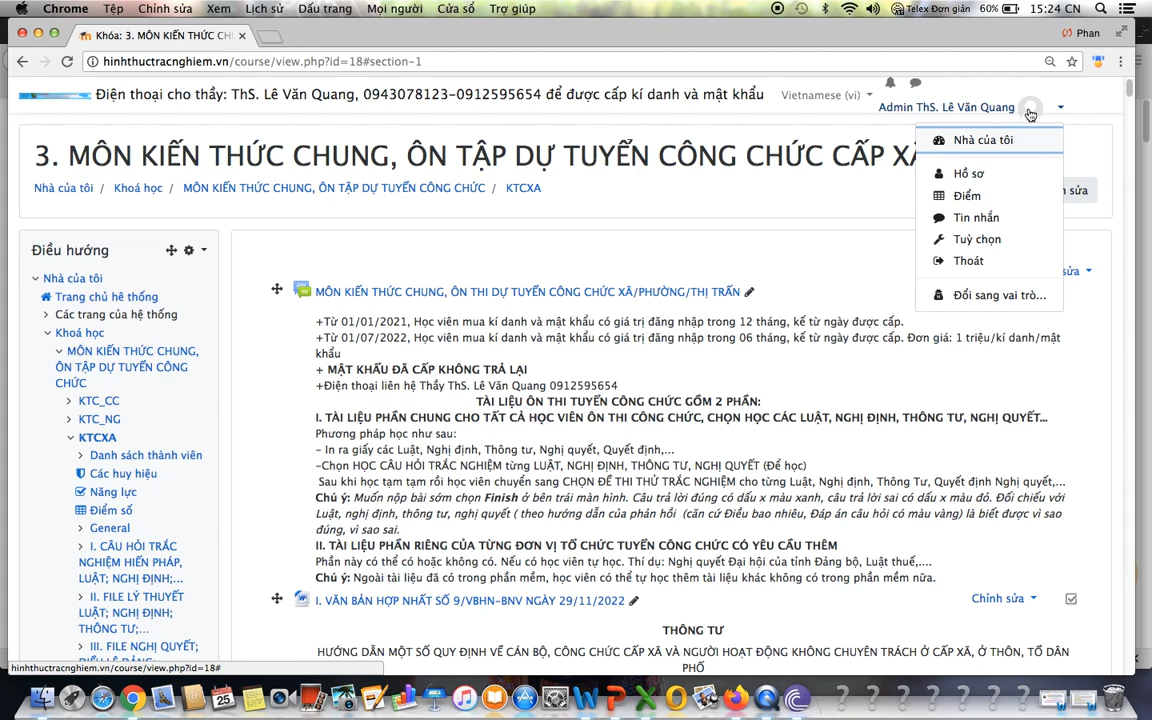 Chrome Tệp Chỉnh sửa Xem Lịch sử Dấu trang Mọi người Cửa sổ Trợ giúp Telex Đơn giản 60% 15:24 CN
Khóa: 3. MÔN KIẾN THỨC CHU Phan
hinhthuctracnghiem.vn/course/view.php?id=18#section-1
Điện thoại cho thầy: ThS. Lê Văn Quang, 0943078123-0912595654 để được cấp kí danh và mật khẩu Vietnamese (vi)
Admin ThS. Lê Văn Quang
3. MÔN KIẾN THỨC CHUNG, ÔN TẬP DỰ TUYỂN CÔNG CHỨC CẤP XÃ
Nhà của tôi / Khoá học / MÔN KIẾN THỨC CHUNG, ÔN TẬP DỰ TUYỂN CÔNG CHỨC / KTCXA
sửa
Nhà của tôi
Hồ sơ
Điểm
Tin nhắn
Tuỳ chọn
Thoát
Đổi sang vai trò...
Điều hướng
Nhà của tôi
Trang chủ hệ thống
Các trang của hệ thống
Khoá học
MÔN KIẾN THỨC CHUNG,
ÔN TẬP DỰ TUYỂN CÔNG
CHỨC
KTC_CC
KTC_NG
KTCXA
Danh sách thành viên
Các huy hiệu
Năng lực
Điểm số
General
I. CÂU HỎI TRẮC
NGHIỆM HIẾN PHÁP,
LUẬT; NGHỊ ĐỊNH;...
II. FILE LÝ THUYẾT
LUẬT; NGHỊ ĐỊNH;
THÔNG TƯ;...
III. FILE NGHỊ QUYẾT;
sửa
MÔN KIẾN THỨC CHUNG, ÔN THI DỰ TUYỂN CÔNG CHỨC XÃ/PHƯỜNG/THỊ TRẤN
+Từ 01/01/2021, Học viên mua kí danh và mật khẩu có giá trị đăng nhập trong 12 tháng, kể từ ngày được cấp.
+Từ 01/07/2022, Học viên mua kí danh và mật khẩu có giá trị đăng nhập trong 06 tháng, kể từ ngày được cấp. Đơn giá: 1 triệu/kí danh/mật
khẩu
+ MẬT KHẨU ĐÃ CẤP KHÔNG TRẢ LẠI
+Điện thoại liên hệ Thầy ThS. Lê Văn Quang 0912595654
TÀI LIỆU ÔN THI TUYỂN CÔNG CHỨC GỒM 2 PHẦN:
I. TÀI LIỆU PHẦN CHUNG CHO TẤT CẢ HỌC VIÊN ÔN THI CÔNG CHỨC, CHỌN HỌC CÁC LUẬT, NGHỊ ĐỊNH, THÔNG TƯ, NGHỊ QUYẾT...
Phương pháp học như sau:
- In ra giấy các Luật, Nghị định, Thông tư, Nghị quyết, Quyết định,...
-Chọn HỌC CÂU HỎI TRẮC NGHIỆM từng LUẬT, NGHỊ ĐỊNH, THÔNG TƯ, NGHỊ QUYẾT (Để học)
Sau khi học tạm tạm rồi học viên chuyển sang CHỌN ĐỀ THI THỬ TRẮC NGHIỆM cho từng Luật, Nghị định, Thông Tư, Quyết định Nghị quyết,...
Chú ý: Muốn nộp bài sớm chọn Finish ở bên trái màn hình. Câu trả lời đúng có dấu x màu xanh, câu trả lời sai có dấu x màu đỏ. Đối chiếu với
Luật, nghị định, thông tư, nghị quyết ( theo hướng dẫn của phản hồi (căn cứ Điều bao nhiêu, Đáp án câu hỏi có màu vàng) là biết được vì sao
đúng, vì sao sai.
II. TÀI LIỆU PHẦN RIÊNG CỦA TỪNG ĐƠN VỊ TỔ CHỨC TUYỂN CÔNG CHỨC CÓ YÊU CẦU THÊM
Phần này có thể có hoặc không có. Nếu có học viên tự học. Thí dụ: Nghị quyết Đại hội của tỉnh Đảng bộ, Luật thuế,....
Chú ý: Ngoài tài liệu đã có trong phần mềm, học viên có thể tự học thêm tài liệu khác không có trong phần mềm nữa.
I. VĂN BẢN HỢP NHẤT SỐ 9/VBHN-BNV NGÀY 29/11/2022 Chỉnh sửa
THÔNG TƯ
HƯỚNG DẪN MỘT SỐ QUY ĐỊNH VỀ CÁN BỘ, CÔNG CHỨC CẤP XÃ VÀ NGƯỜI HOẠT ĐỘNG KHÔNG CHUYÊN TRÁCH Ở CẤP XÃ, Ở THÔN, TỔ DÂN
PHỐ
hinhthuctracnghiem.vn/course/view.php?id=18#